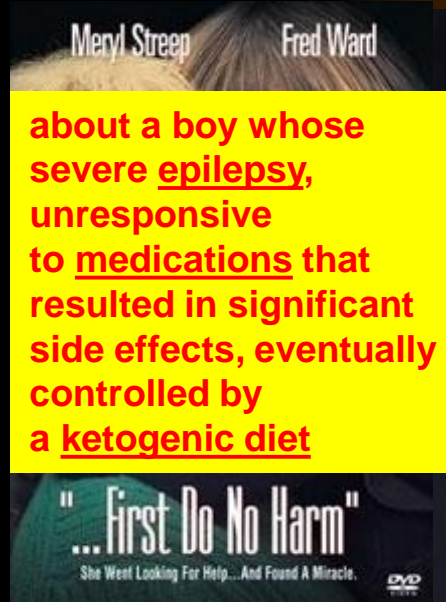 Meryl Streep Fred Ward
about a boy whose
severe epilepsy,
unresponsive
to medications that
resulted in significant
side effects, eventually
controlled by
a ketogenic diet
"...First Do No Harm"
She Went Looking For Help...And Found A Miracle.
DVD
VIDEO